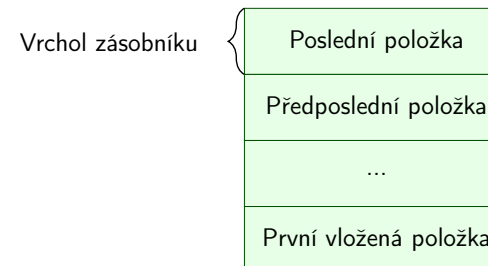 Vrchol zásobníku
Poslední položka
Předposlední položka
...
První vložená položka